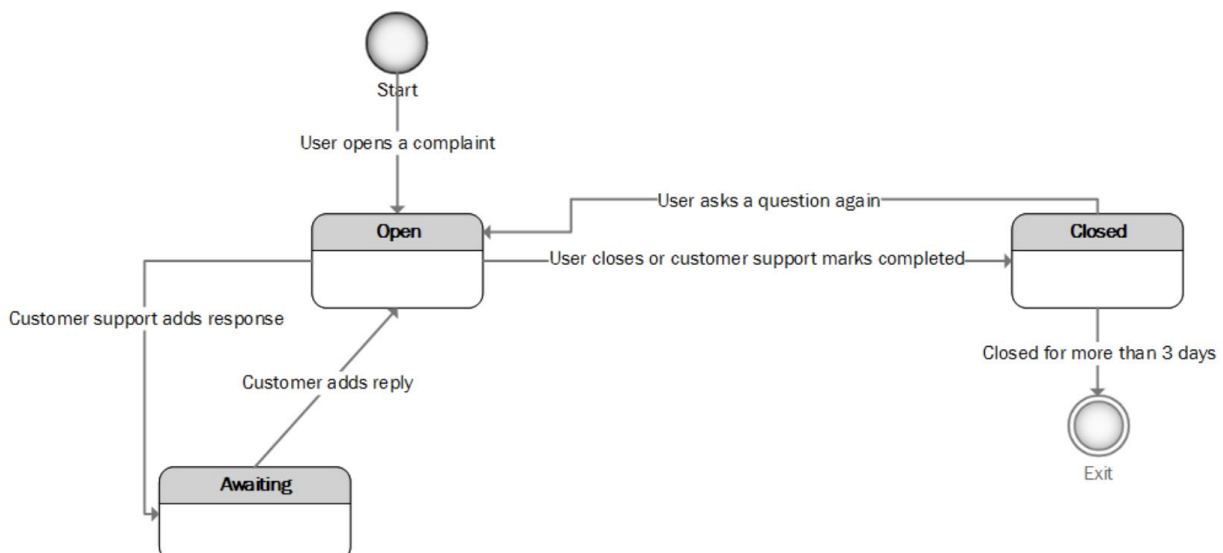 Start
User opens a complaint
User asks a question again
Open
Closed
User closes or customer support marks completed
Customer support adds response
Closed for more than 3 days
Customer adds reply
Exit
Awaiting